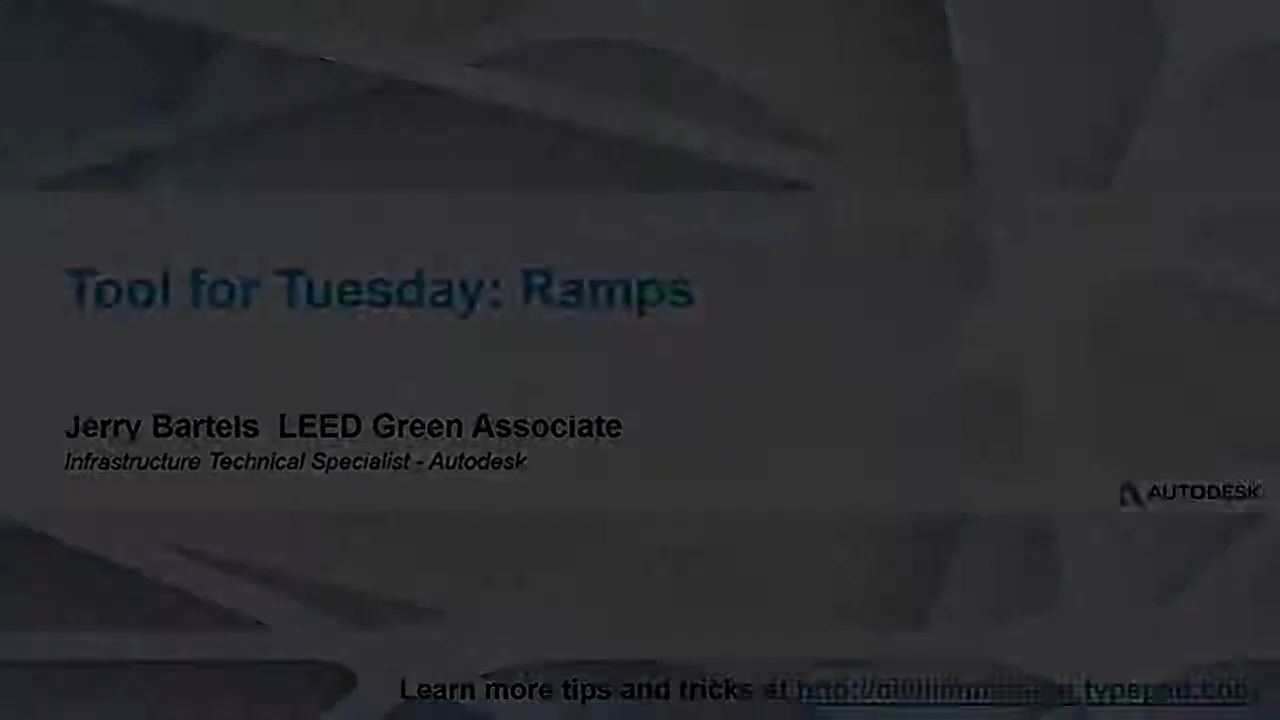 Tool for Tuesday: Ramps
Jerry Bartels LEED Green Associate
Infrastructure Technical Specialist - Autodesk
AUTODESK
Learn more tips and tricks at